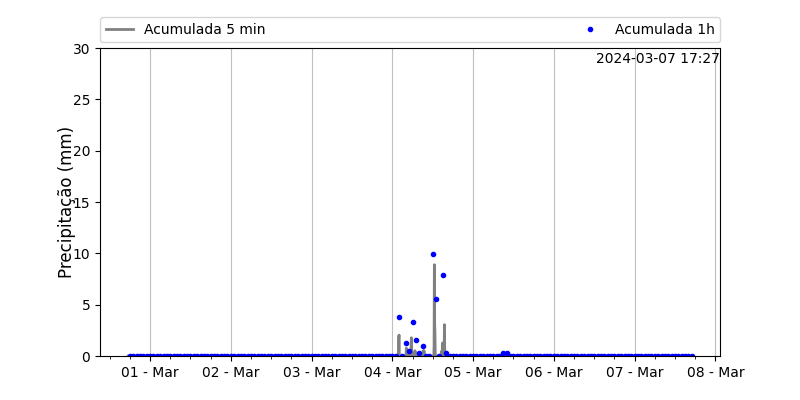 Acumulada 5 min
Acumulada 1h
2024-03-07 17:27
Precipitação (mm)
30
25
20
15
10
5
0
01 - Mar
02 - Mar
03 - Mar
04 - Mar
05 - Mar
06 - Mar
07 - Mar
08 - Mar